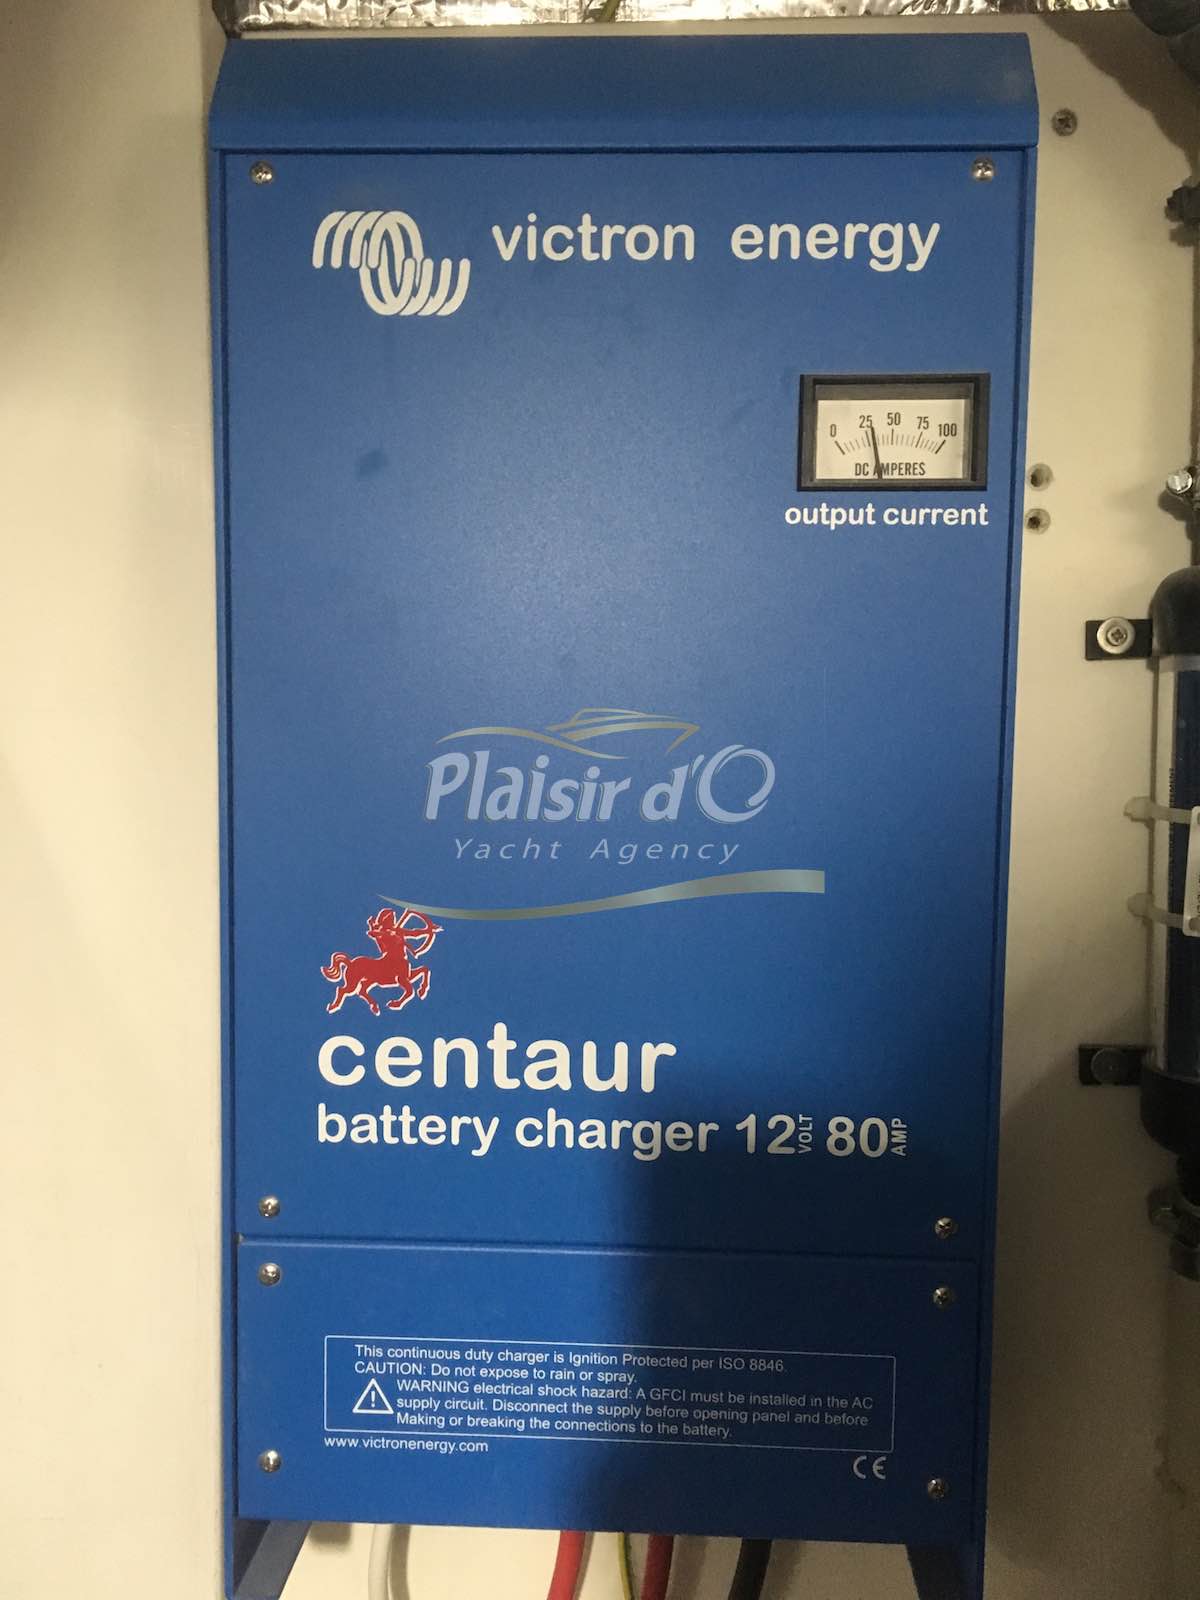 victron energy
0 25 50 75 100
DC AMPERES
output current
Plaisir d'O
Yacht Agency
centaur
battery charger 12 VOLT 80 AMP
This continuous duty charger is Ignition Protected per ISO 8846.
CAUTION: Do not expose to rain or spray.
WARNING electrical shock hazard: A GFCI must be installed in the AC
supply circuit. Disconnect the supply before opening panel and before
Making or breaking the connections to the battery.
www.victronenergy.com
CE